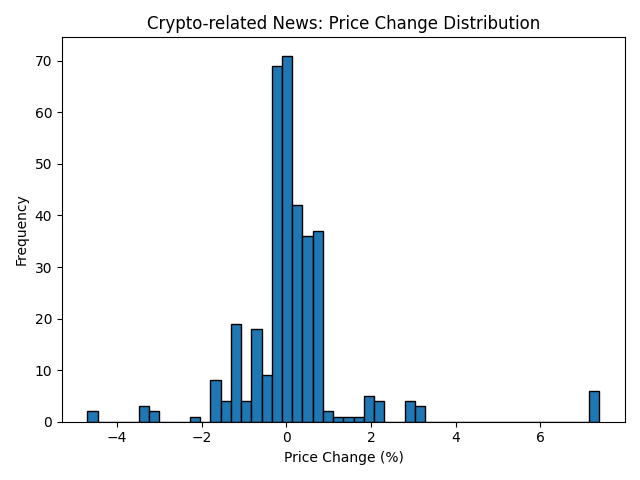 Crypto-related News: Price Change Distribution
70
60
50
40
30
20
10
0
Frequency
−4 −2 0 2 4 6
Price Change (%)